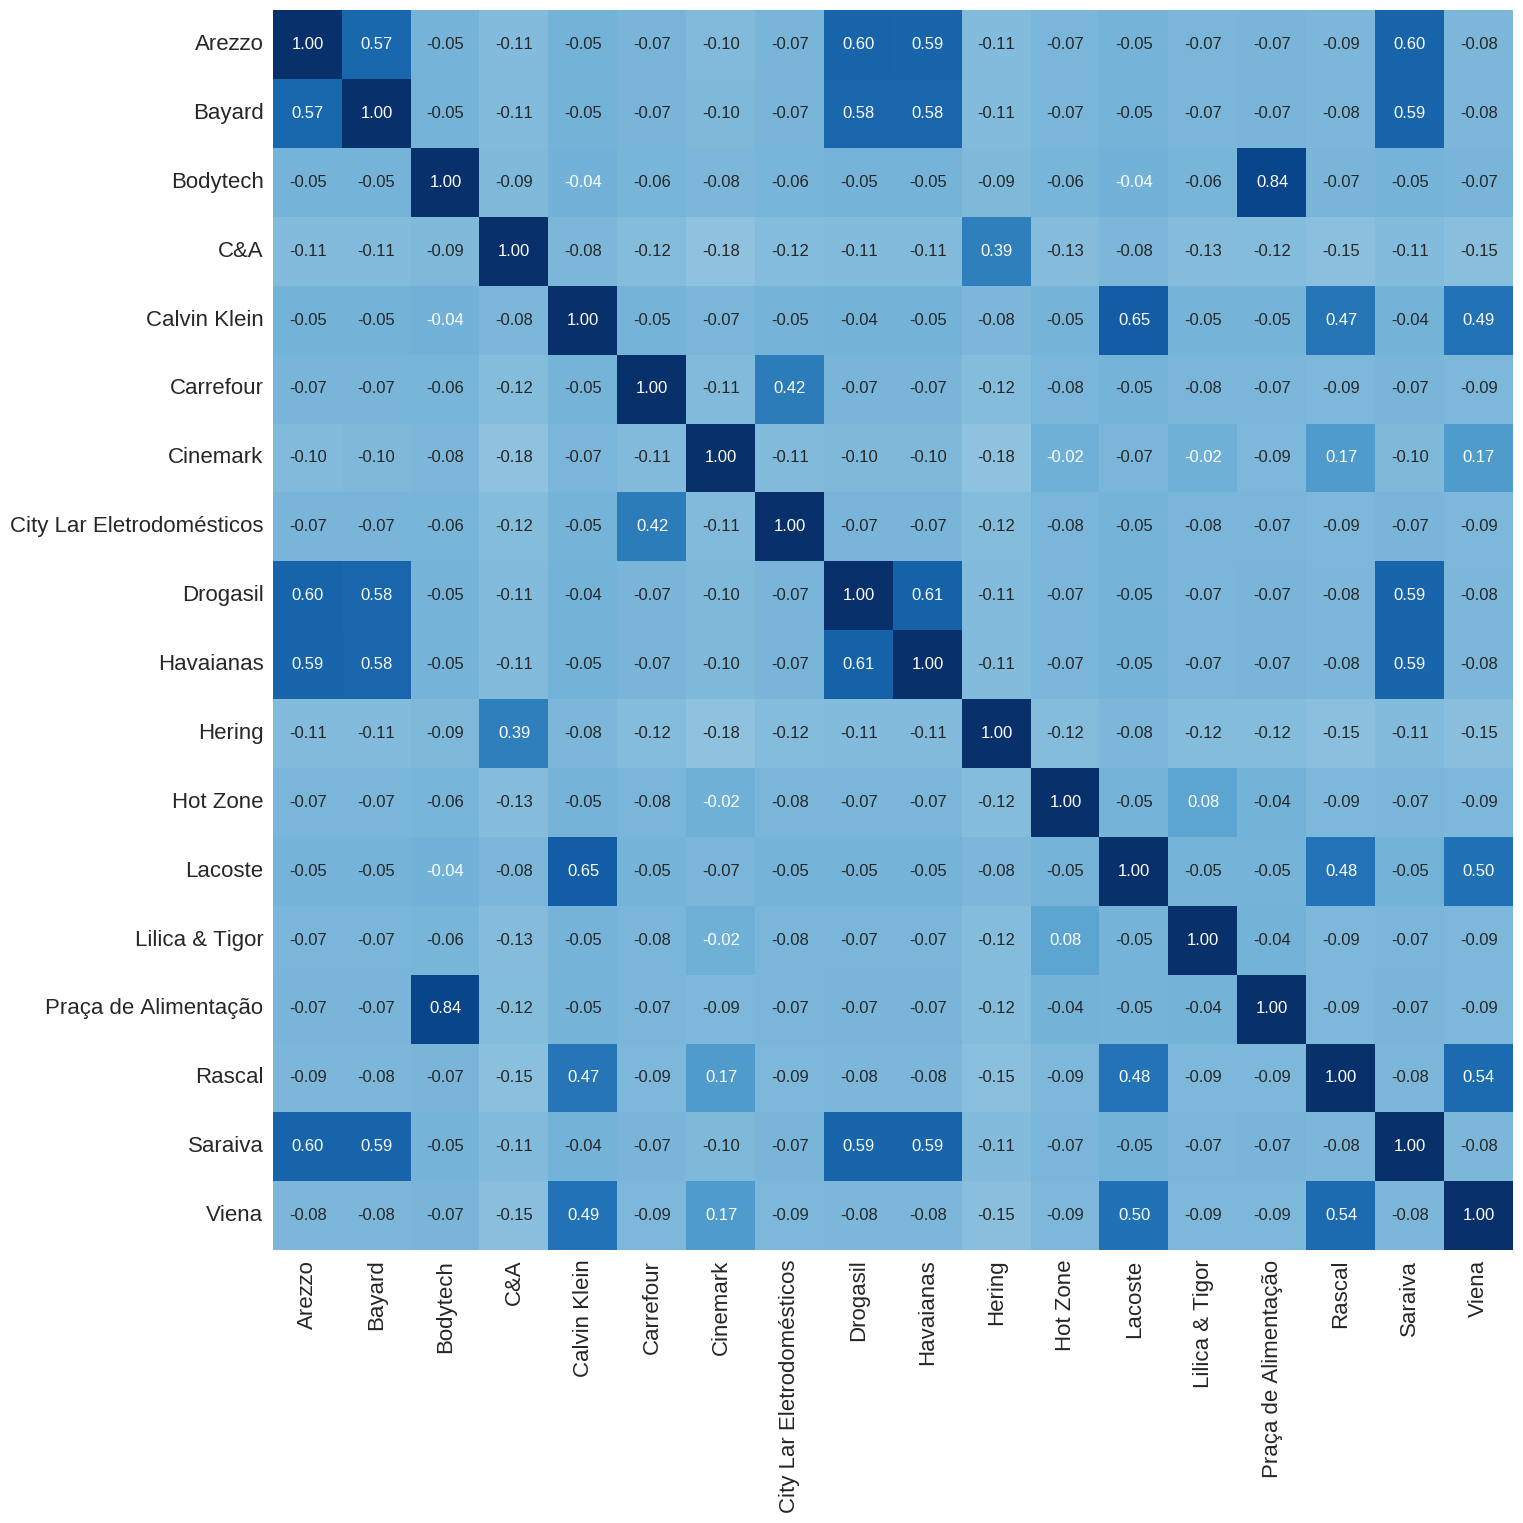 Arezzo 1.00 0.57 -0.05 -0.11 -0.05 -0.07 -0.10 -0.07 0.60 0.59 -0.11 -0.07 -0.05 -0.07 -0.07 -0.09 0.60 -0.08
Bayard 0.57 1.00 -0.05 -0.11 -0.05 -0.07 -0.10 -0.07 0.58 0.58 -0.11 -0.07 -0.05 -0.07 -0.07 -0.08 0.59 -0.08
Bodytech -0.05 -0.05 1.00 -0.09 -0.04 -0.06 -0.08 -0.06 -0.05 -0.05 -0.09 -0.06 -0.04 -0.06 0.84 -0.07 -0.05 -0.07
C&A -0.11 -0.11 -0.09 1.00 -0.08 -0.12 -0.18 -0.12 -0.11 -0.11 0.39 -0.13 -0.08 -0.13 -0.12 -0.15 -0.11 -0.15
Calvin Klein -0.05 -0.05 -0.04 -0.08 1.00 -0.05 -0.07 -0.05 -0.04 -0.05 -0.08 -0.05 0.65 -0.05 -0.05 0.47 -0.04 0.49
Carrefour -0.07 -0.07 -0.06 -0.12 -0.05 1.00 -0.11 0.42 -0.07 -0.07 -0.12 -0.08 -0.05 -0.08 -0.07 -0.09 -0.07 -0.09
Cinemark -0.10 -0.10 -0.08 -0.18 -0.07 -0.11 1.00 -0.11 -0.10 -0.10 -0.18 -0.02 -0.07 -0.02 -0.09 0.17 -0.10 0.17
City Lar Eletrodomésticos -0.07 -0.07 -0.06 -0.12 -0.05 0.42 -0.11 1.00 -0.07 -0.07 -0.12 -0.08 -0.05 -0.08 -0.07 -0.09 -0.07 -0.09
Drogasil 0.60 0.58 -0.05 -0.11 -0.04 -0.07 -0.10 -0.07 1.00 0.61 -0.11 -0.07 -0.05 -0.07 -0.07 -0.08 0.59 -0.08
Havaianas 0.59 0.58 -0.05 -0.11 -0.05 -0.07 -0.10 -0.07 0.61 1.00 -0.11 -0.07 -0.05 -0.07 -0.07 -0.08 0.59 -0.08
Hering -0.11 -0.11 -0.09 0.39 -0.08 -0.12 -0.18 -0.12 -0.11 -0.11 1.00 -0.12 -0.08 -0.12 -0.12 -0.15 -0.11 -0.15
Hot Zone -0.07 -0.07 -0.06 -0.13 -0.05 -0.08 -0.02 -0.08 -0.07 -0.07 -0.12 1.00 -0.05 0.08 -0.04 -0.09 -0.07 -0.09
Lacoste -0.05 -0.05 -0.04 -0.08 0.65 -0.05 -0.07 -0.05 -0.05 -0.05 -0.08 -0.05 1.00 -0.05 -0.05 0.48 -0.05 0.50
Lilica & Tigor -0.07 -0.07 -0.06 -0.13 -0.05 -0.08 -0.02 -0.08 -0.07 -0.07 -0.12 0.08 -0.05 1.00 -0.04 -0.09 -0.07 -0.09
Praça de Alimentação -0.07 -0.07 0.84 -0.12 -0.05 -0.07 -0.09 -0.07 -0.07 -0.07 -0.12 -0.04 -0.05 -0.04 1.00 -0.09 -0.07 -0.09
Rascal -0.09 -0.08 -0.07 -0.15 0.47 -0.09 0.17 -0.09 -0.08 -0.08 -0.15 -0.09 0.48 -0.09 -0.09 1.00 -0.08 0.54
Saraiva 0.60 0.59 -0.05 -0.11 -0.04 -0.07 -0.10 -0.07 0.59 0.59 -0.11 -0.07 -0.05 -0.07 -0.07 -0.08 1.00 -0.08
Viena -0.08 -0.08 -0.07 -0.15 0.49 -0.09 0.17 -0.09 -0.08 -0.08 -0.15 -0.09 0.50 -0.09 -0.09 0.54 -0.08 1.00
Arezzo
Bayard
Bodytech
C&A
Calvin Klein
Carrefour
Cinemark
City Lar Eletrodomésticos
Drogasil
Havaianas
Hering
Hot Zone
Lacoste
Lilica & Tigor
Praça de Alimentação
Rascal
Saraiva
Viena